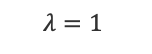 λ = 1